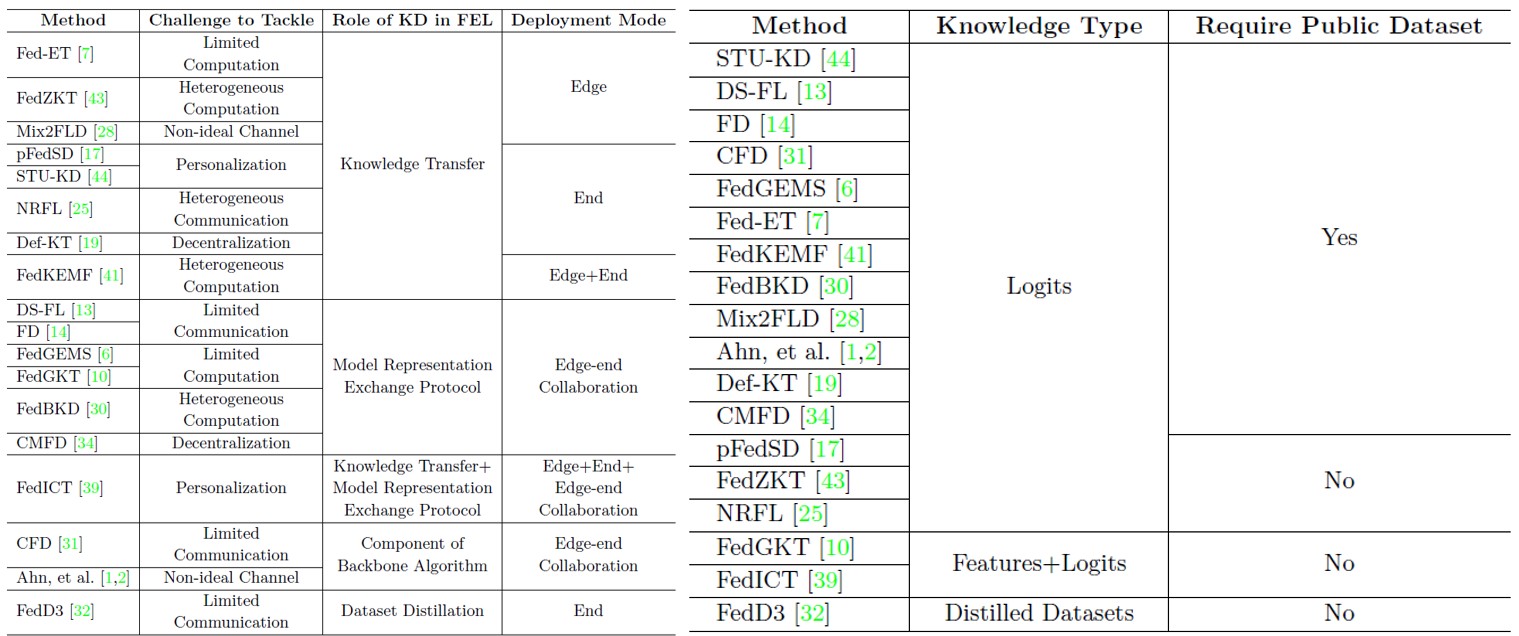 Method Challenge to Tackle Role of KD in FEL Deployment Mode
Fed-ET [7]
Limited
Computation
Knowledge Transfer
Edge
FedZKT [43]
Heterogeneous
Computation
Mix2FLD [28] Non-ideal Channel
pFedSD [17]
Personalization
End
STU-KD [44]
NRFL [25]
Heterogeneous
Communication
Def-KT [19] Decentralization
FedKEMF [41]
Heterogeneous
Computation
Edge+End
DS-FL [13]
Limited
Communication
Model Representation
Exchange Protocol
Edge-end
Collaboration
FD [14]
FedGEMS [6]
Limited
Computation
FedGKT [10]
FedBKD [30]
Heterogeneous
Computation
CMFD [34] Decentralization
FedICT [39]
Personalization
Knowledge Transfer+
Model Representation
Exchange Protocol
Edge+End+
Edge-end
Collaboration
CFD [31]
Limited
Communication
Component of
Backbone Algorithm
Edge-end
Collaboration
Ahn, et al. [1,2] Non-ideal Channel
FedD3 [32]
Limited
Communication
Dataset Distillation
End
Method Knowledge Type Require Public Dataset
STU-KD [44]
Logits
Yes
DS-FL [13]
FD [14]
CFD [31]
FedGEMS [6]
Fed-ET [7]
FedKEMF [41]
FedBKD [30]
Mix2FLD [28]
Ahn, et al. [1,2]
Def-KT [19]
CMFD [34]
pFedSD [17]
No
FedZKT [43]
NRFL [25]
FedGKT [10]
Features+Logits
No
FedICT [39]
FedD3 [32] Distilled Datasets No